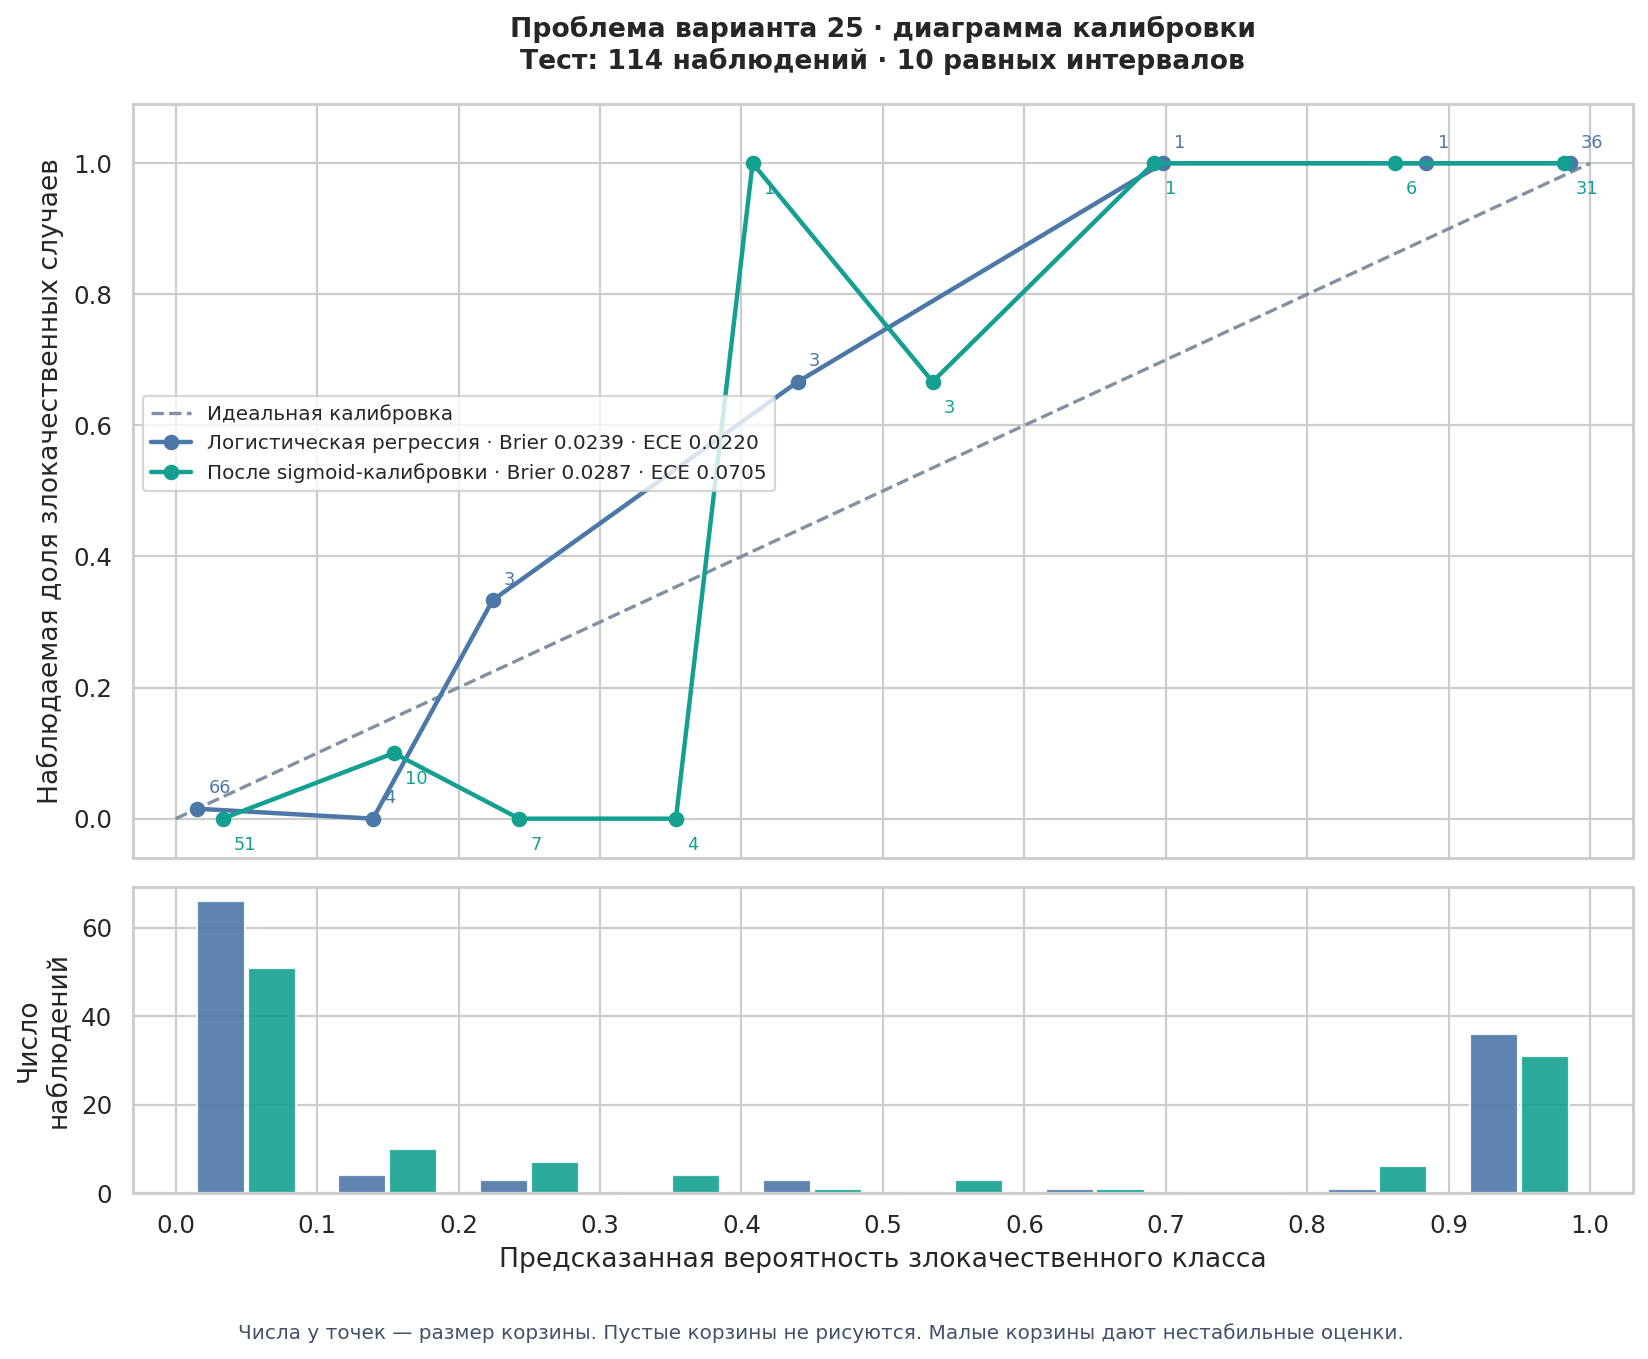 Проблема варианта 25 · диаграмма калибровки
Тест: 114 наблюдений · 10 равных интервалов
Наблюдаемая доля злокачественных случаев
1.0
0.8
0.6
0.4
0.2
0.0
1
1
36
1
1
6
31
3
3
Идеальная калибровка
Логистическая регрессия · Brier 0.0239 · ECE 0.0220
После sigmoid-калибровки · Brier 0.0287 · ECE 0.0705
3
66
10
4
51
7
4
Число
наблюдений
60
40
20
0
0.0 0.1 0.2 0.3 0.4 0.5 0.6 0.7 0.8 0.9 1.0
Предсказанная вероятность злокачественного класса
Числа у точек — размер корзины. Пустые корзины не рисуются. Малые корзины дают нестабильные оценки.